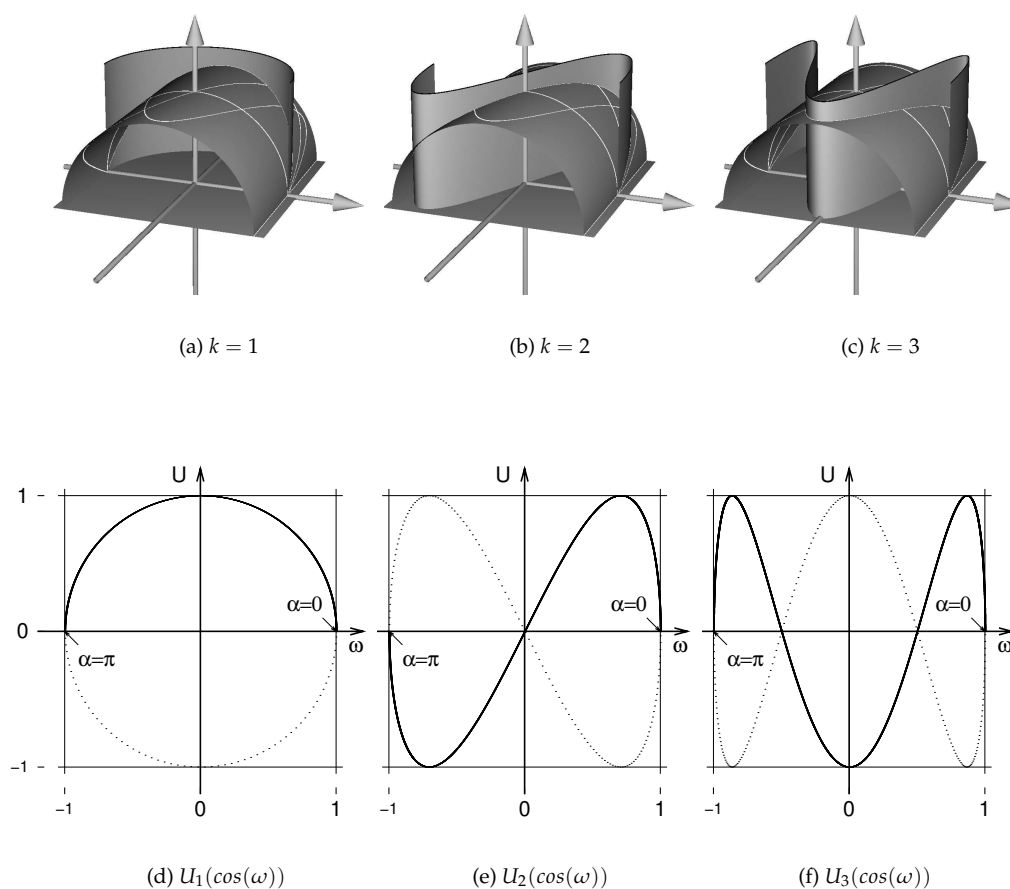 (a) k = 1
(b) k = 2
(c) k = 3
U
U
U
1
α=0
α=0
α=0
0
ω
ω
ω
α=π
α=π
α=π
−1
−1
0
1
−1
0
1
−1
0
1
(d) U₁(cos(ω))
(e) U₂(cos(ω))
(f) U₃(cos(ω))